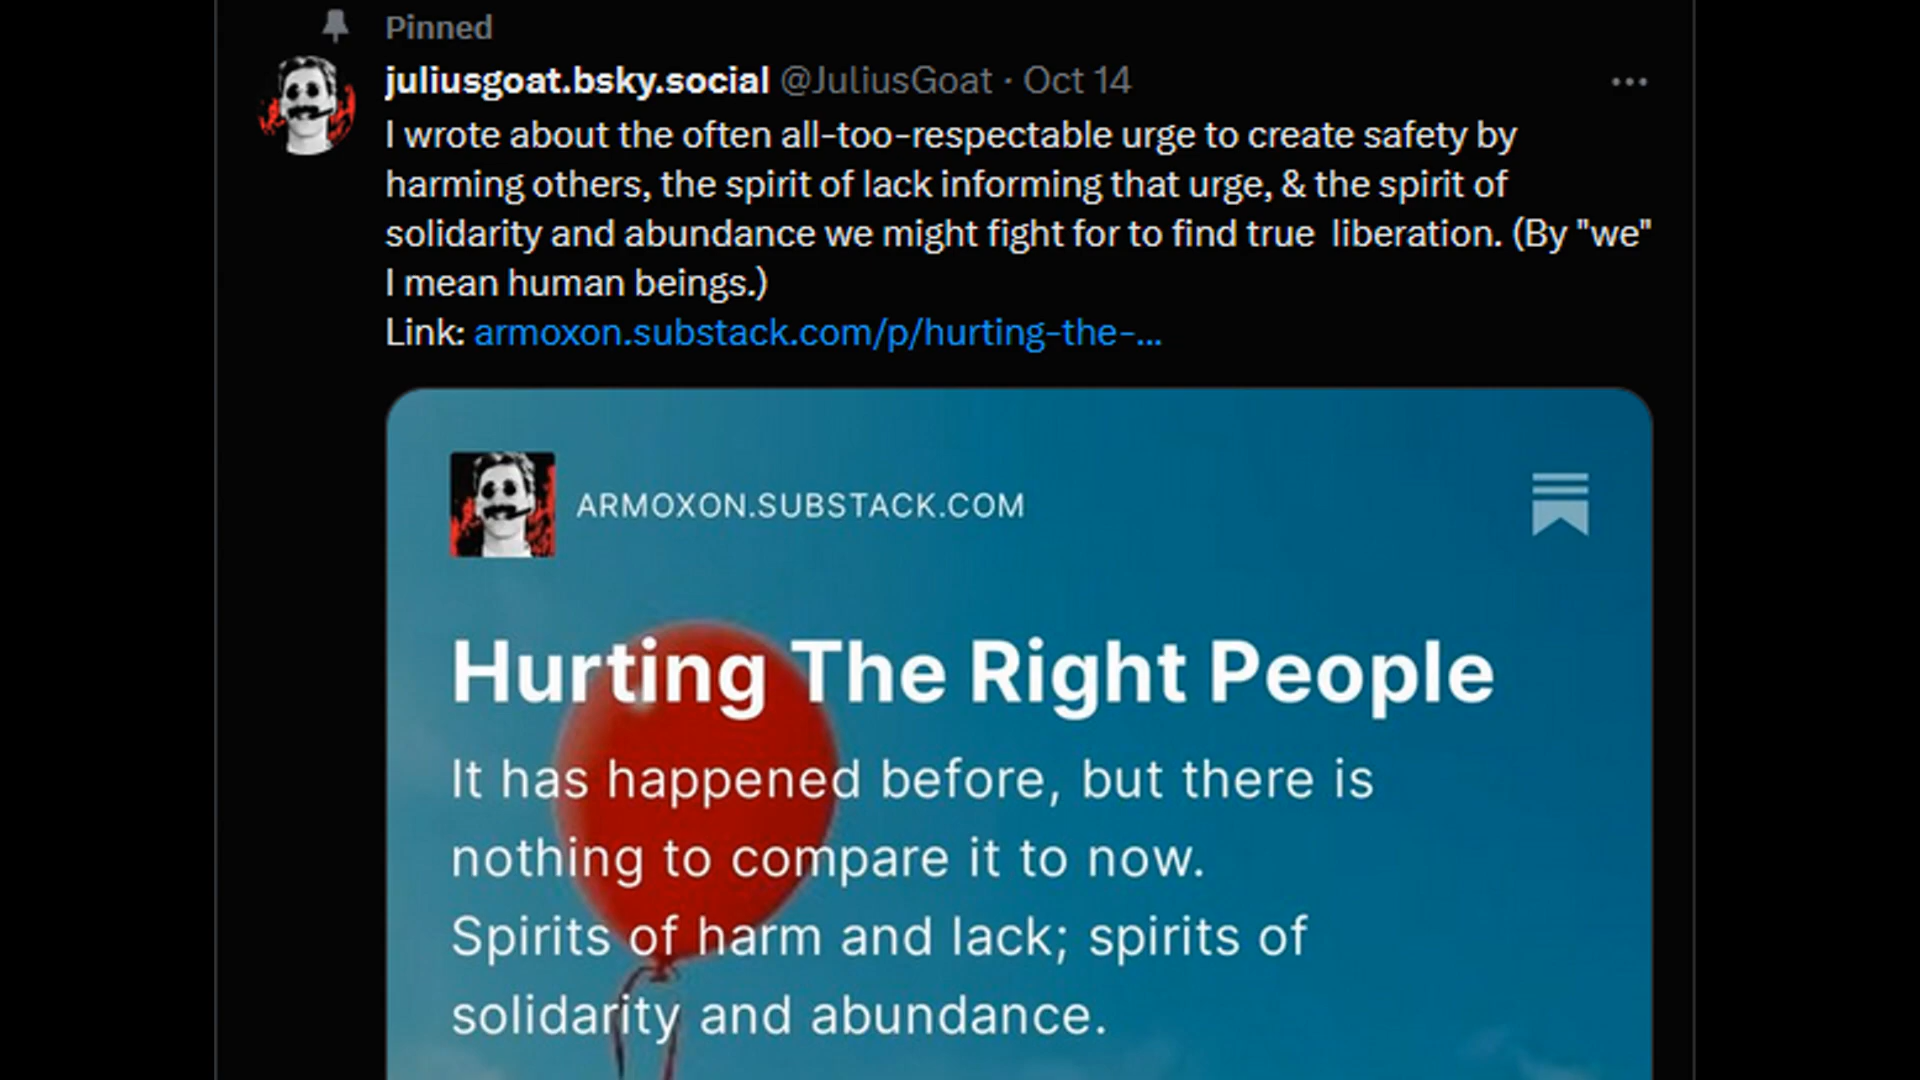 Pinned
juliusgoat.bsky.social @JuliusGoat · Oct 14
I wrote about the often all-too-respectable urge to create safety by
harming others, the spirit of lack informing that urge, & the spirit of
solidarity and abundance we might fight for to find true  liberation. (By "we"
I mean human beings.)
Link: armoxon.substack.com/p/hurting-the-...
ARMOXON.SUBSTACK.COM
Hurting The Right People
It has happened before, but there is
nothing to compare it to now.
Spirits of harm and lack; spirits of
solidarity and abundance.